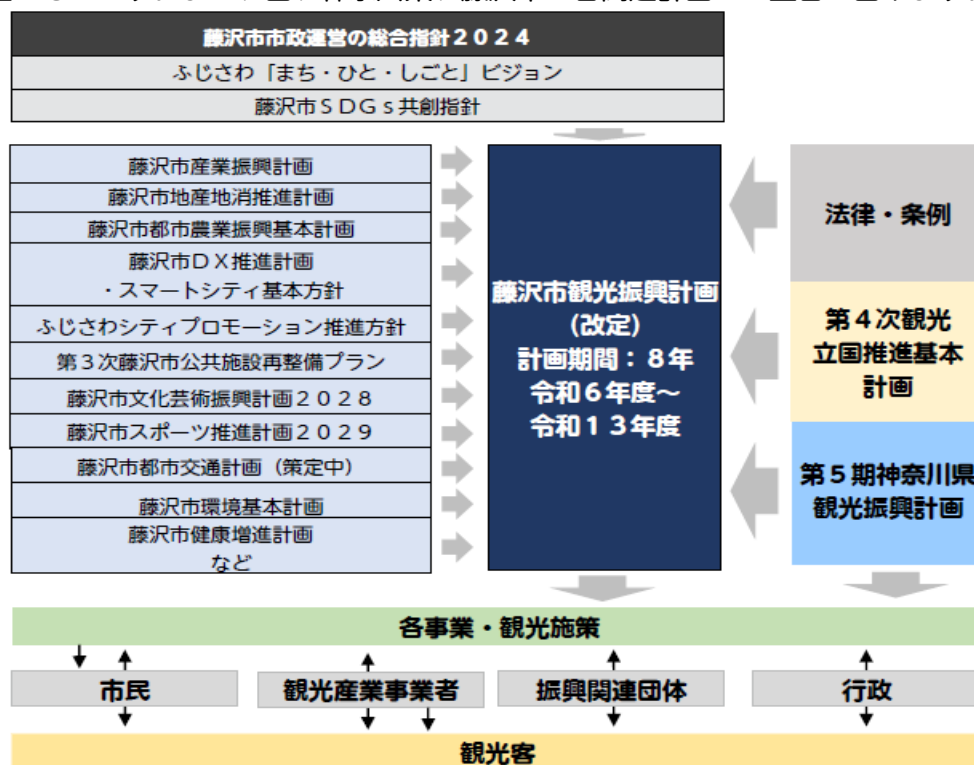 藤沢市市政運営の総合指針２０２４
ふじさわ「まち・ひと・しごと」ビジョン
藤沢市ＳＤＧｓ共創指針
藤沢市産業振興計画
藤沢市地産地消推進計画
藤沢市都市農業振興基本計画
藤沢市ＤＸ推進計画
・スマートシティ基本方針
ふじさわシティプロモーション推進方針
第３次藤沢市公共施設再整備プラン
藤沢市文化芸術振興計画２０２８
藤沢市スポーツ推進計画２０２９
藤沢市都市交通計画（策定中）
藤沢市環境基本計画
藤沢市健康増進計画
など
藤沢市観光振興計画
(改定)
計画期間：８年
令和６年度～
令和１３年度
法律・条例
第４次観光
立国推進基本
計画
第５期神奈川県
観光振興計画
各事業・観光施策
市民
観光産業事業者
振興関連団体
行政
観光客